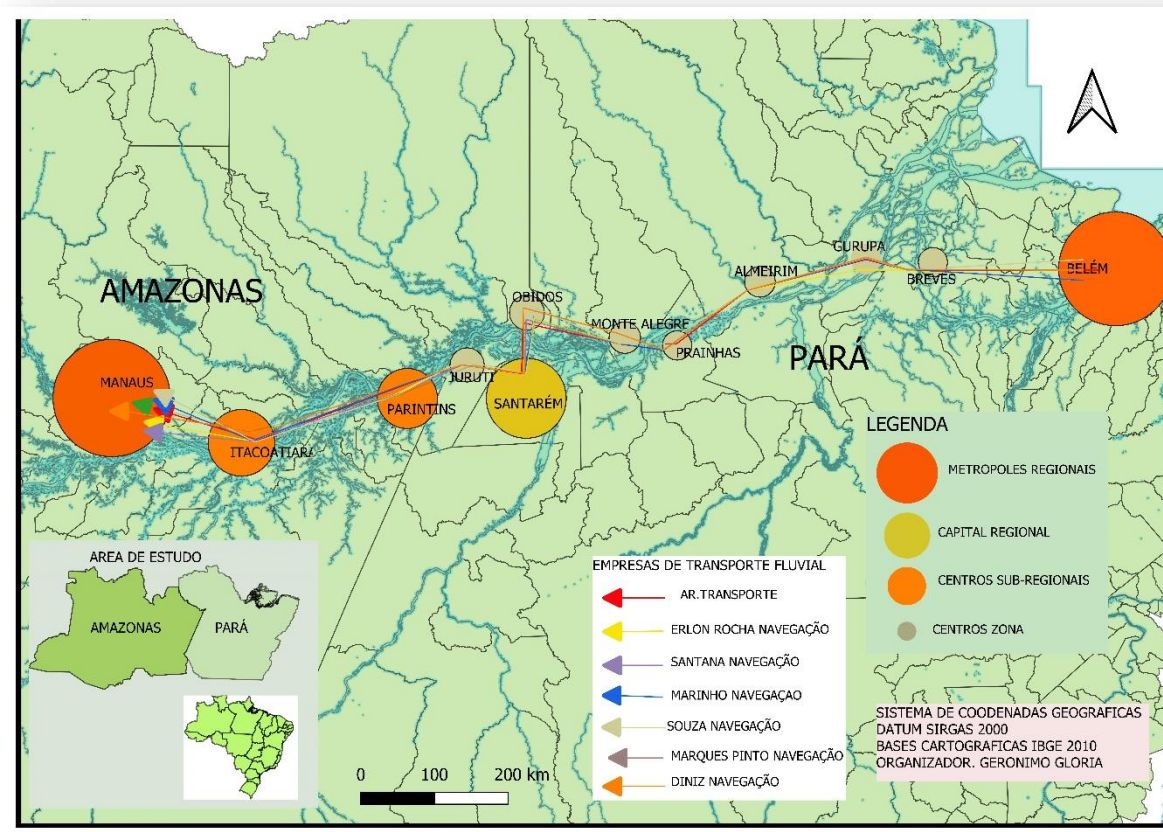 AMAZONAS
MANAUS
ITACOATIARA
PARINTINS
JURUTI
OBIDOS
SANTARÉM
MONTE ALEGRE
PRAINHAS
ALMEIRIM
GURUPA
BREVES
BELÉM
PARÁ
LEGENDA
METROPOLES REGIONAIS
CAPITAL REGIONAL
CENTROS SUB-REGIONAIS
CENTROS ZONA
AREA DE ESTUDO
AMAZONAS
PARÁ
EMPRESAS DE TRANSPORTE FLUVIAL
AR.TRANSPORTE
ERLON ROCHA NAVEGAÇÃO
SANTANA NAVEGAÇÃO
MARINHO NAVEGAÇAO
SOUZA NAVEGAÇÃO
MARQUES PINTO NAVEGAÇÃO
DINIZ NAVEGAÇÃO
0 100 200 km
SISTEMA DE COODENADAS GEOGRAFICAS
DATUM SIRGAS 2000
BASES CARTOGRAFICAS IBGE 2010
ORGANIZADOR. GERONIMO GLORIA